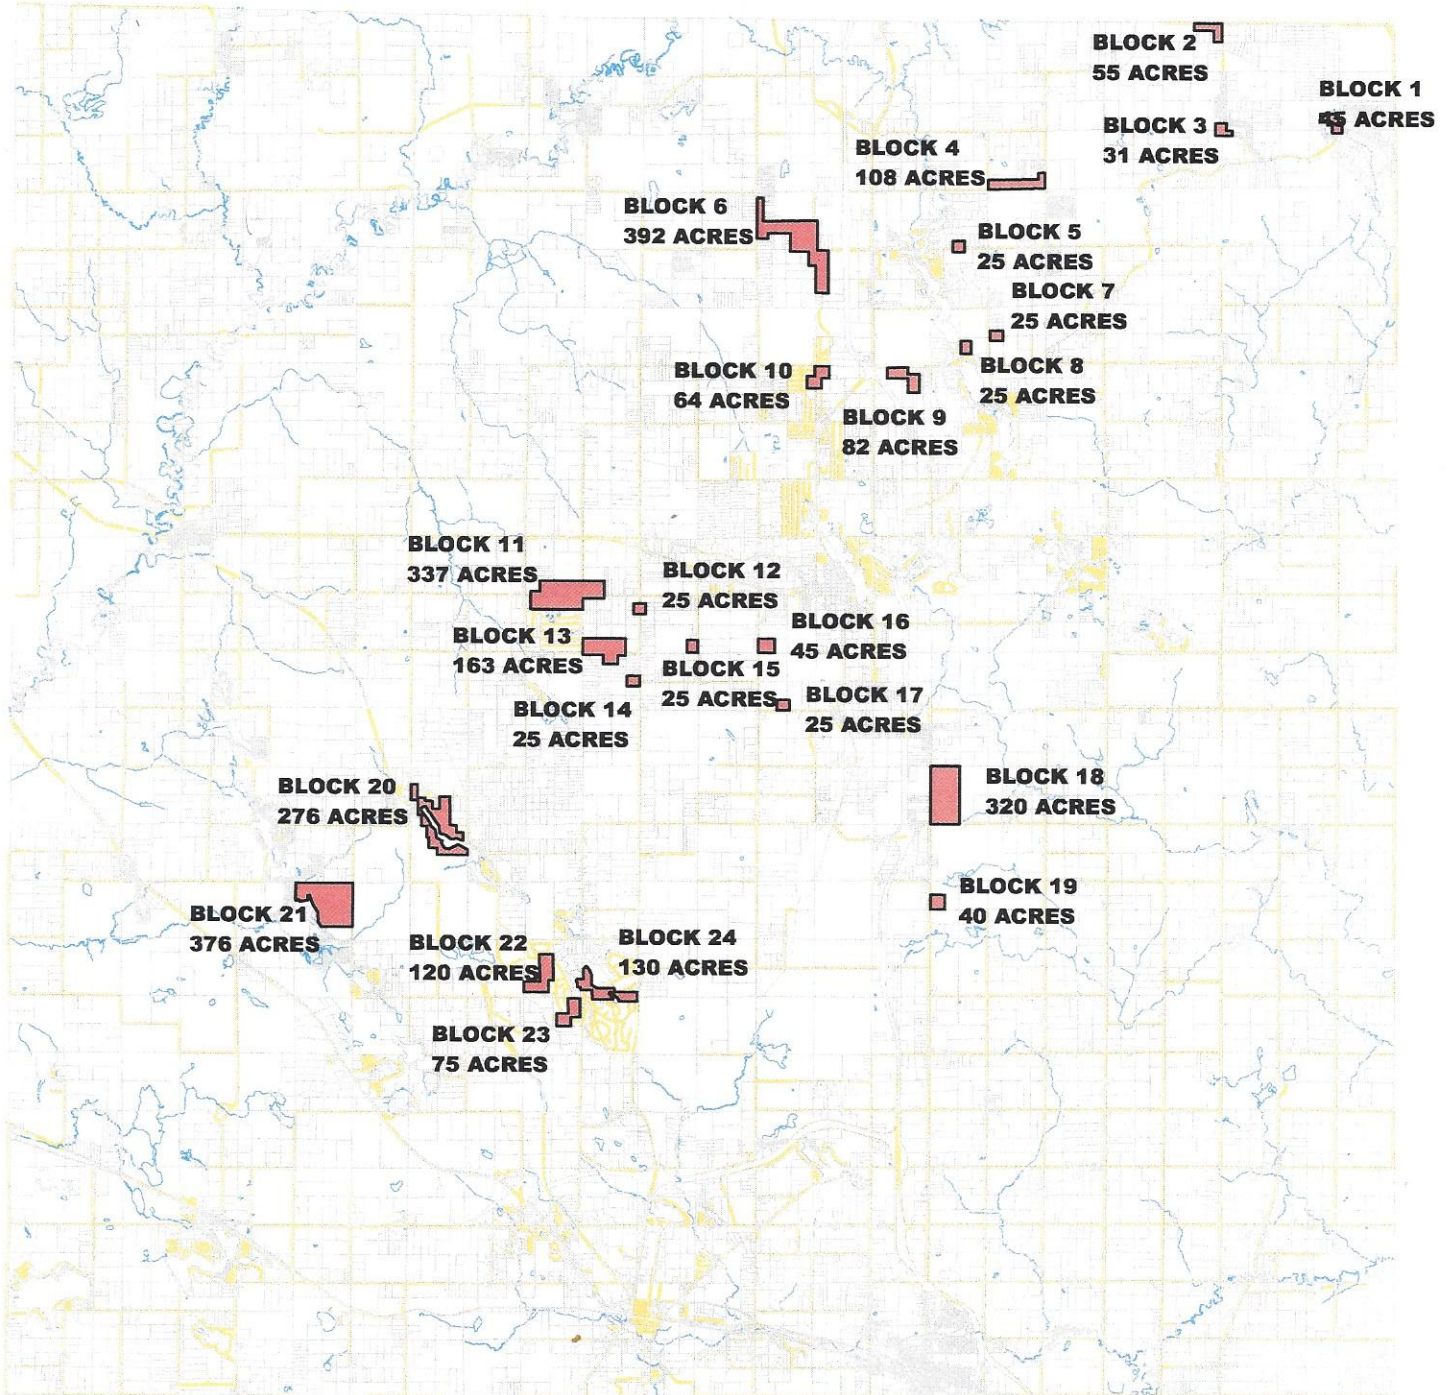 BLOCK 2
55 ACRES
BLOCK 1
45 ACRES
BLOCK 3
31 ACRES
BLOCK 4
108 ACRES
BLOCK 6
392 ACRES
BLOCK 5
25 ACRES
BLOCK 7
25 ACRES
BLOCK 8
25 ACRES
BLOCK 10
64 ACRES
BLOCK 9
82 ACRES
BLOCK 11
337 ACRES
BLOCK 12
25 ACRES
BLOCK 13
163 ACRES
BLOCK 16
45 ACRES
BLOCK 15
25 ACRES
BLOCK 14
25 ACRES
BLOCK 17
25 ACRES
BLOCK 18
320 ACRES
BLOCK 20
276 ACRES
BLOCK 19
40 ACRES
BLOCK 21
376 ACRES
BLOCK 22
120 ACRES
BLOCK 24
130 ACRES
BLOCK 23
75 ACRES